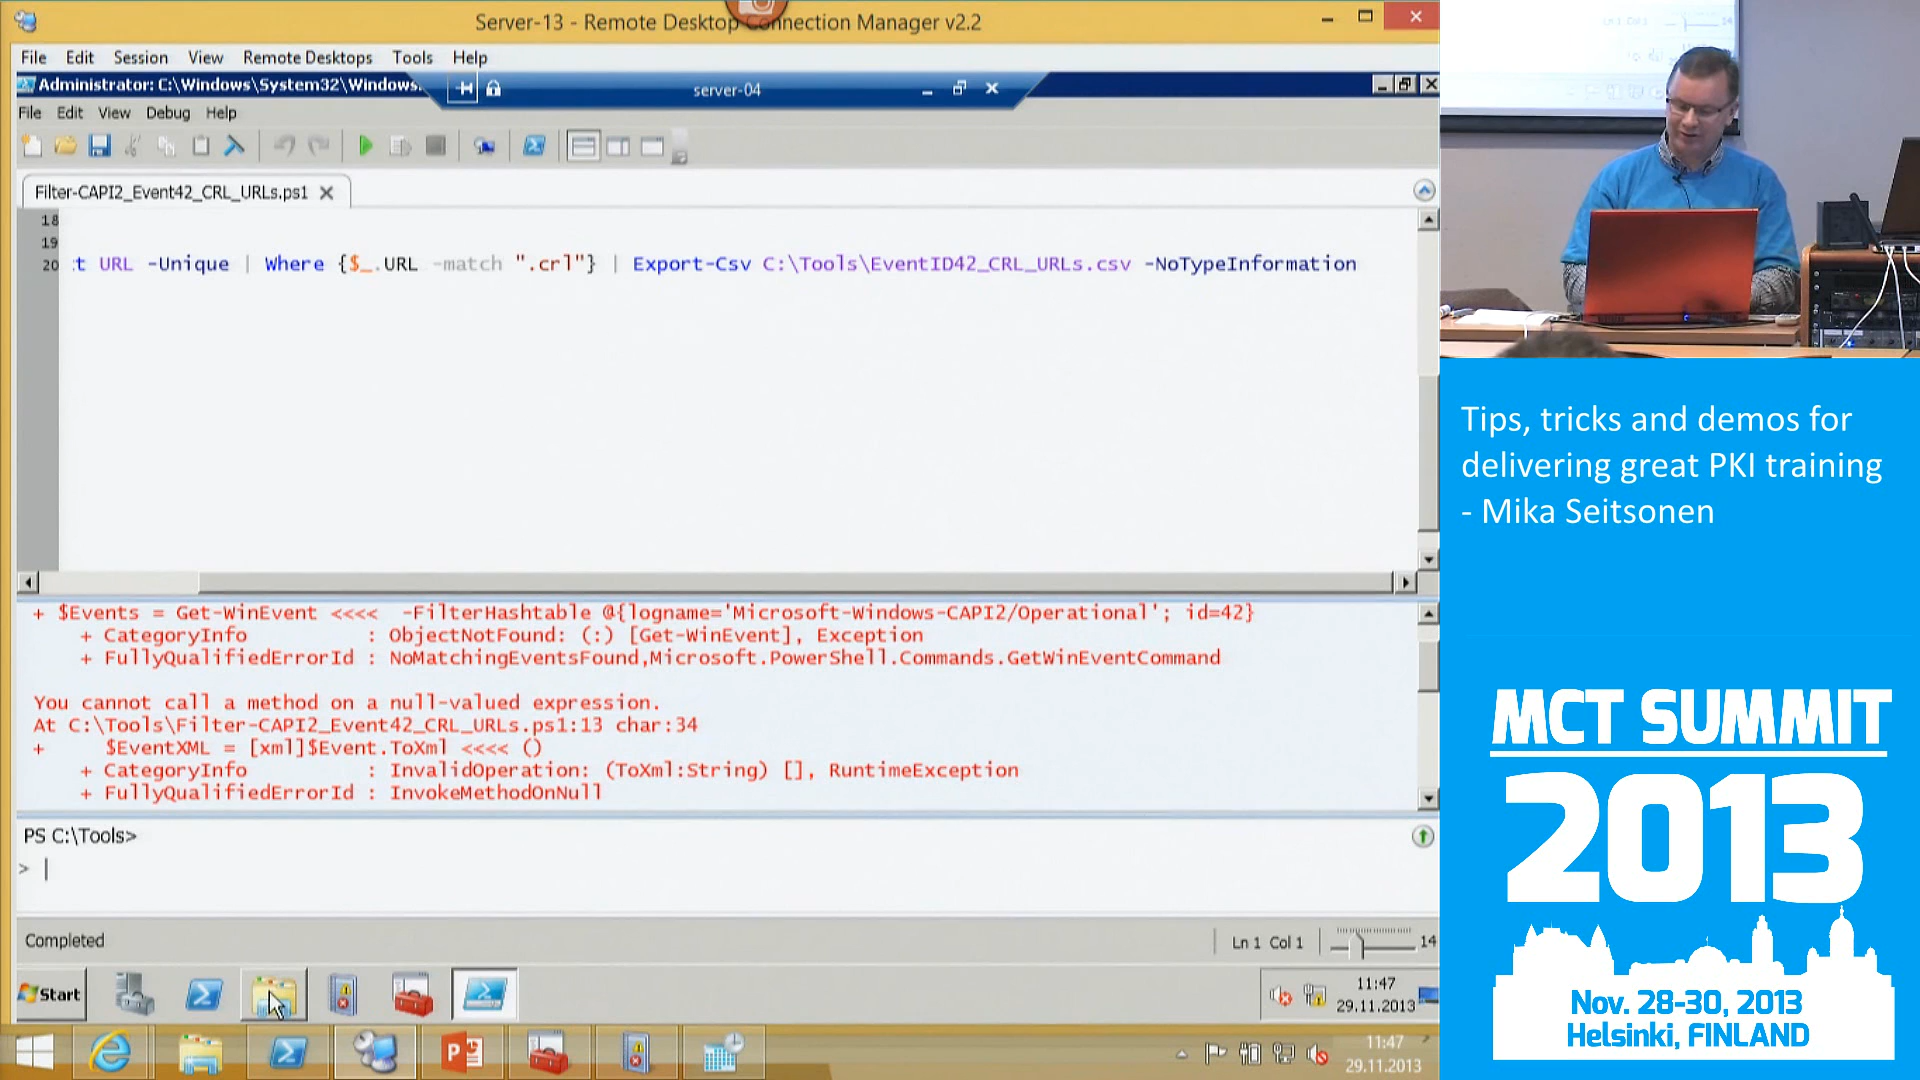 Server-13 - Remote Desktop Connection Manager v2.2
File Edit Session View Remote Desktops Tools Help
Administrator: C:\Windows\System32\Windows.
server-04
File Edit View Debug Help
Filter-CAPI2_Event42_CRL_URLs.ps1
18
19
20 t URL -Unique | Where {$_.URL -match ".crl"} | Export-Csv C:\Tools\EventID42_CRL_URLs.csv -NoTypeInformation
+ $Events = Get-WinEvent <<<< -FilterHashtable @{logname='Microsoft-Windows-CAPI2/Operational'; id=42}
+ CategoryInfo : ObjectNotFound: (:) [Get-WinEvent], Exception
+ FullyQualifiedErrorId : NoMatchingEventsFound,Microsoft.PowerShell.Commands.GetWinEventCommand
You cannot call a method on a null-valued expression.
At C:\Tools\Filter-CAPI2_Event42_CRL_URLs.ps1:13 char:34
+ $EventXML = [xml]$Event.ToXml <<<< ()
+ CategoryInfo : InvalidOperation: (ToXml:String) [], RuntimeException
+ FullyQualifiedErrorId : InvokeMethodOnNull
PS C:\Tools>
>
Completed
Ln 1 Col 1
14
Start
11:47
29.11.2013
11:47
29.11.2013
Tips, tricks and demos for
delivering great PKI training
- Mika Seitsonen
MCT SUMMIT
2013
Nov. 28-30, 2013
Helsinki, FINLAND